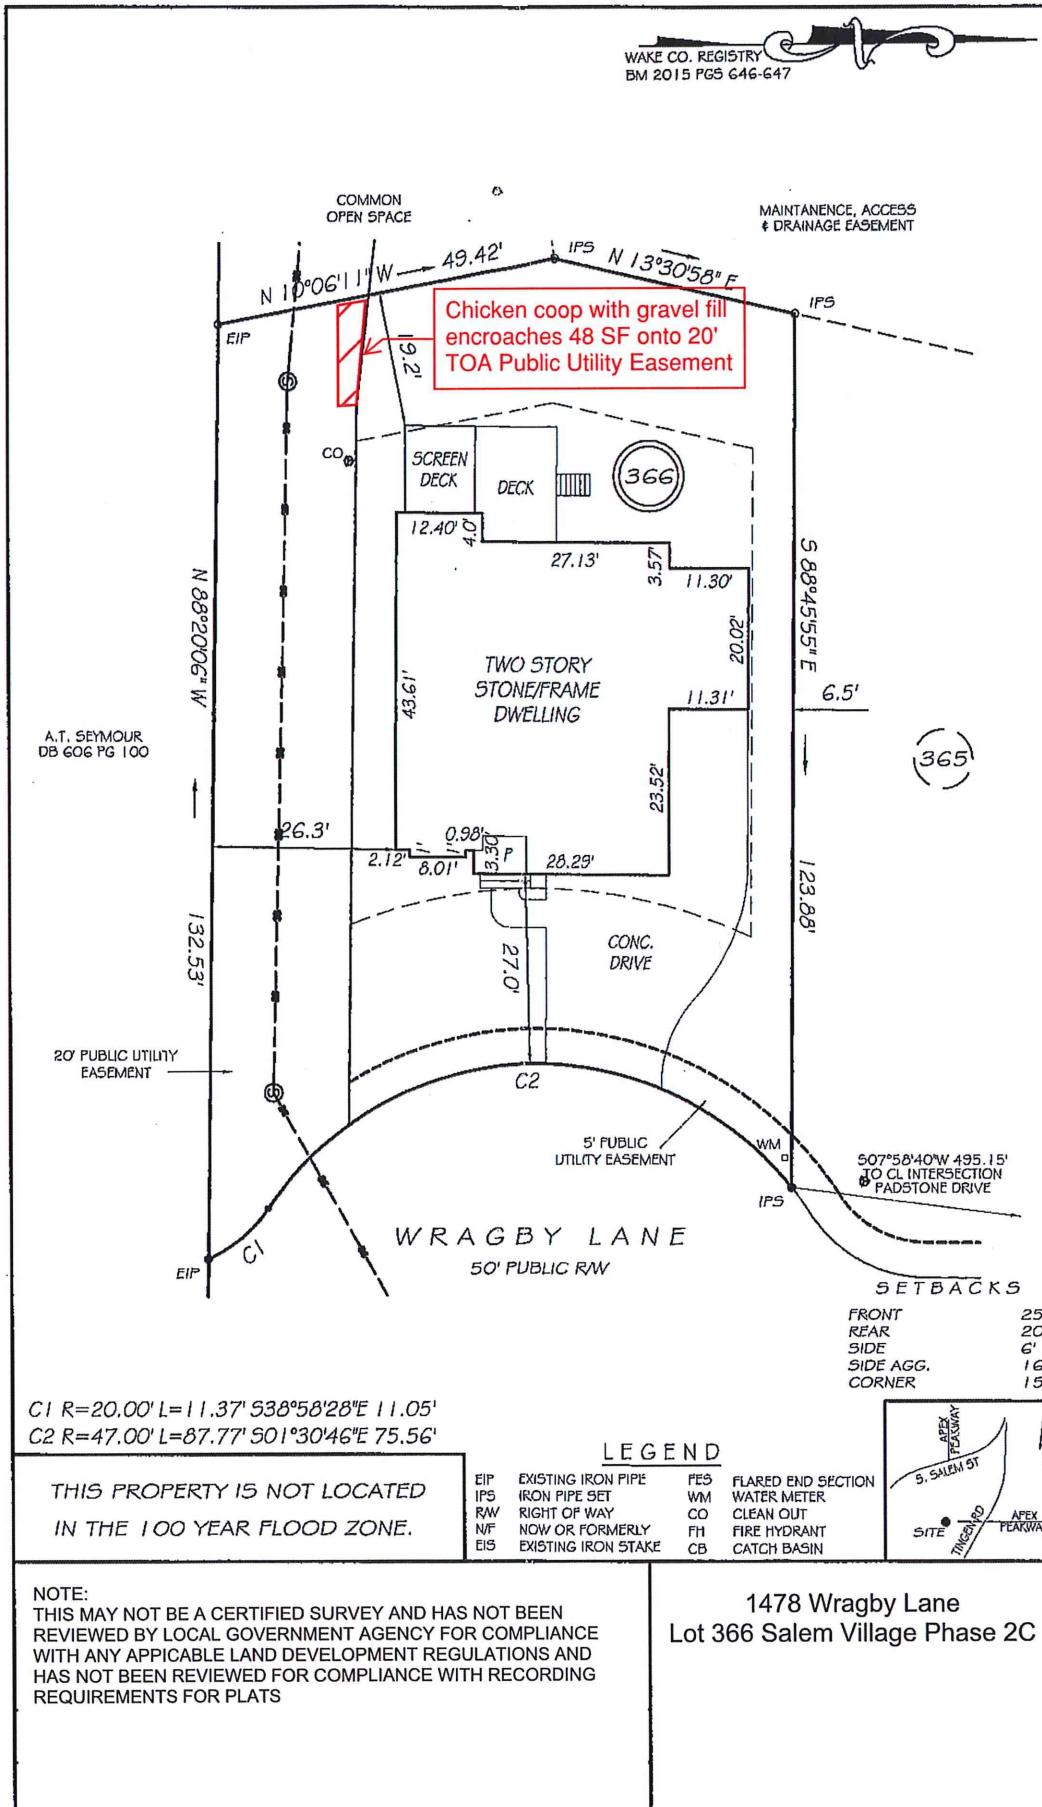 WAKE CO. REGISTRY
BM 2015 PGS 646-647
COMMON
OPEN SPACE
MAINTANENCE, ACCESS
& DRAINAGE EASEMENT
N 10°06'11" W
49.42'
IPS
N 13°30'58" E
IPS
EIP
Chicken coop with gravel fill
encroaches 48 SF onto 20'
TOA Public Utility Easement
19.2'
S
CO
SCREEN
DECK
DECK
366
12.40'
4.0'
27.13'
3.57'
11.30'
N 88°20'06" W
S 88°45'55" E
20.02'
TWO STORY
STONE/FRAME
DWELLING
43.61'
11.31'
6.5'
A.T. SEYMOUR
DB 606 PG 100
365
23.52'
26.3'
0.98'
2.12'
1'
8.01'
1'
3.30'
P
28.29'
123.88'
132.53'
CONC.
DRIVE
27.0'
20' PUBLIC UTILITY
EASEMENT
S
C2
5' PUBLIC
UTILITY EASEMENT
WM
S07°58'40"W 495.15'
TO CL INTERSECTION
PADSTONE DRIVE
IPS
WRAGBY LANE
50' PUBLIC R/W
C1
EIP
SETBACKS
FRONT 25
REAR 20
SIDE 6'
SIDE AGG. 16
CORNER 15
C1 R=20.00' L=11.37' S38°58'28"E 11.05'
C2 R=47.00' L=87.77' S01°30'46"E 75.56'
THIS PROPERTY IS NOT LOCATED
IN THE 100 YEAR FLOOD ZONE.
LEGEND
EIP EXISTING IRON PIPE FES FLARED END SECTION
IPS IRON PIPE SET WM WATER METER
R/W RIGHT OF WAY CO CLEAN OUT
N/F NOW OR FORMERLY FH FIRE HYDRANT
EIS EXISTING IRON STAKE CB CATCH BASIN
APEX
PEAKWAY
S. SALEM ST
SITE
TINGEN RD
APEX
PEAKWA
NOTE:
THIS MAY NOT BE A CERTIFIED SURVEY AND HAS NOT BEEN
REVIEWED BY LOCAL GOVERNMENT AGENCY FOR COMPLIANCE
WITH ANY APPICABLE LAND DEVELOPMENT REGULATIONS AND
HAS NOT BEEN REVIEWED FOR COMPLIANCE WITH RECORDING
REQUIREMENTS FOR PLATS
1478 Wragby Lane
Lot 366 Salem Village Phase 2C